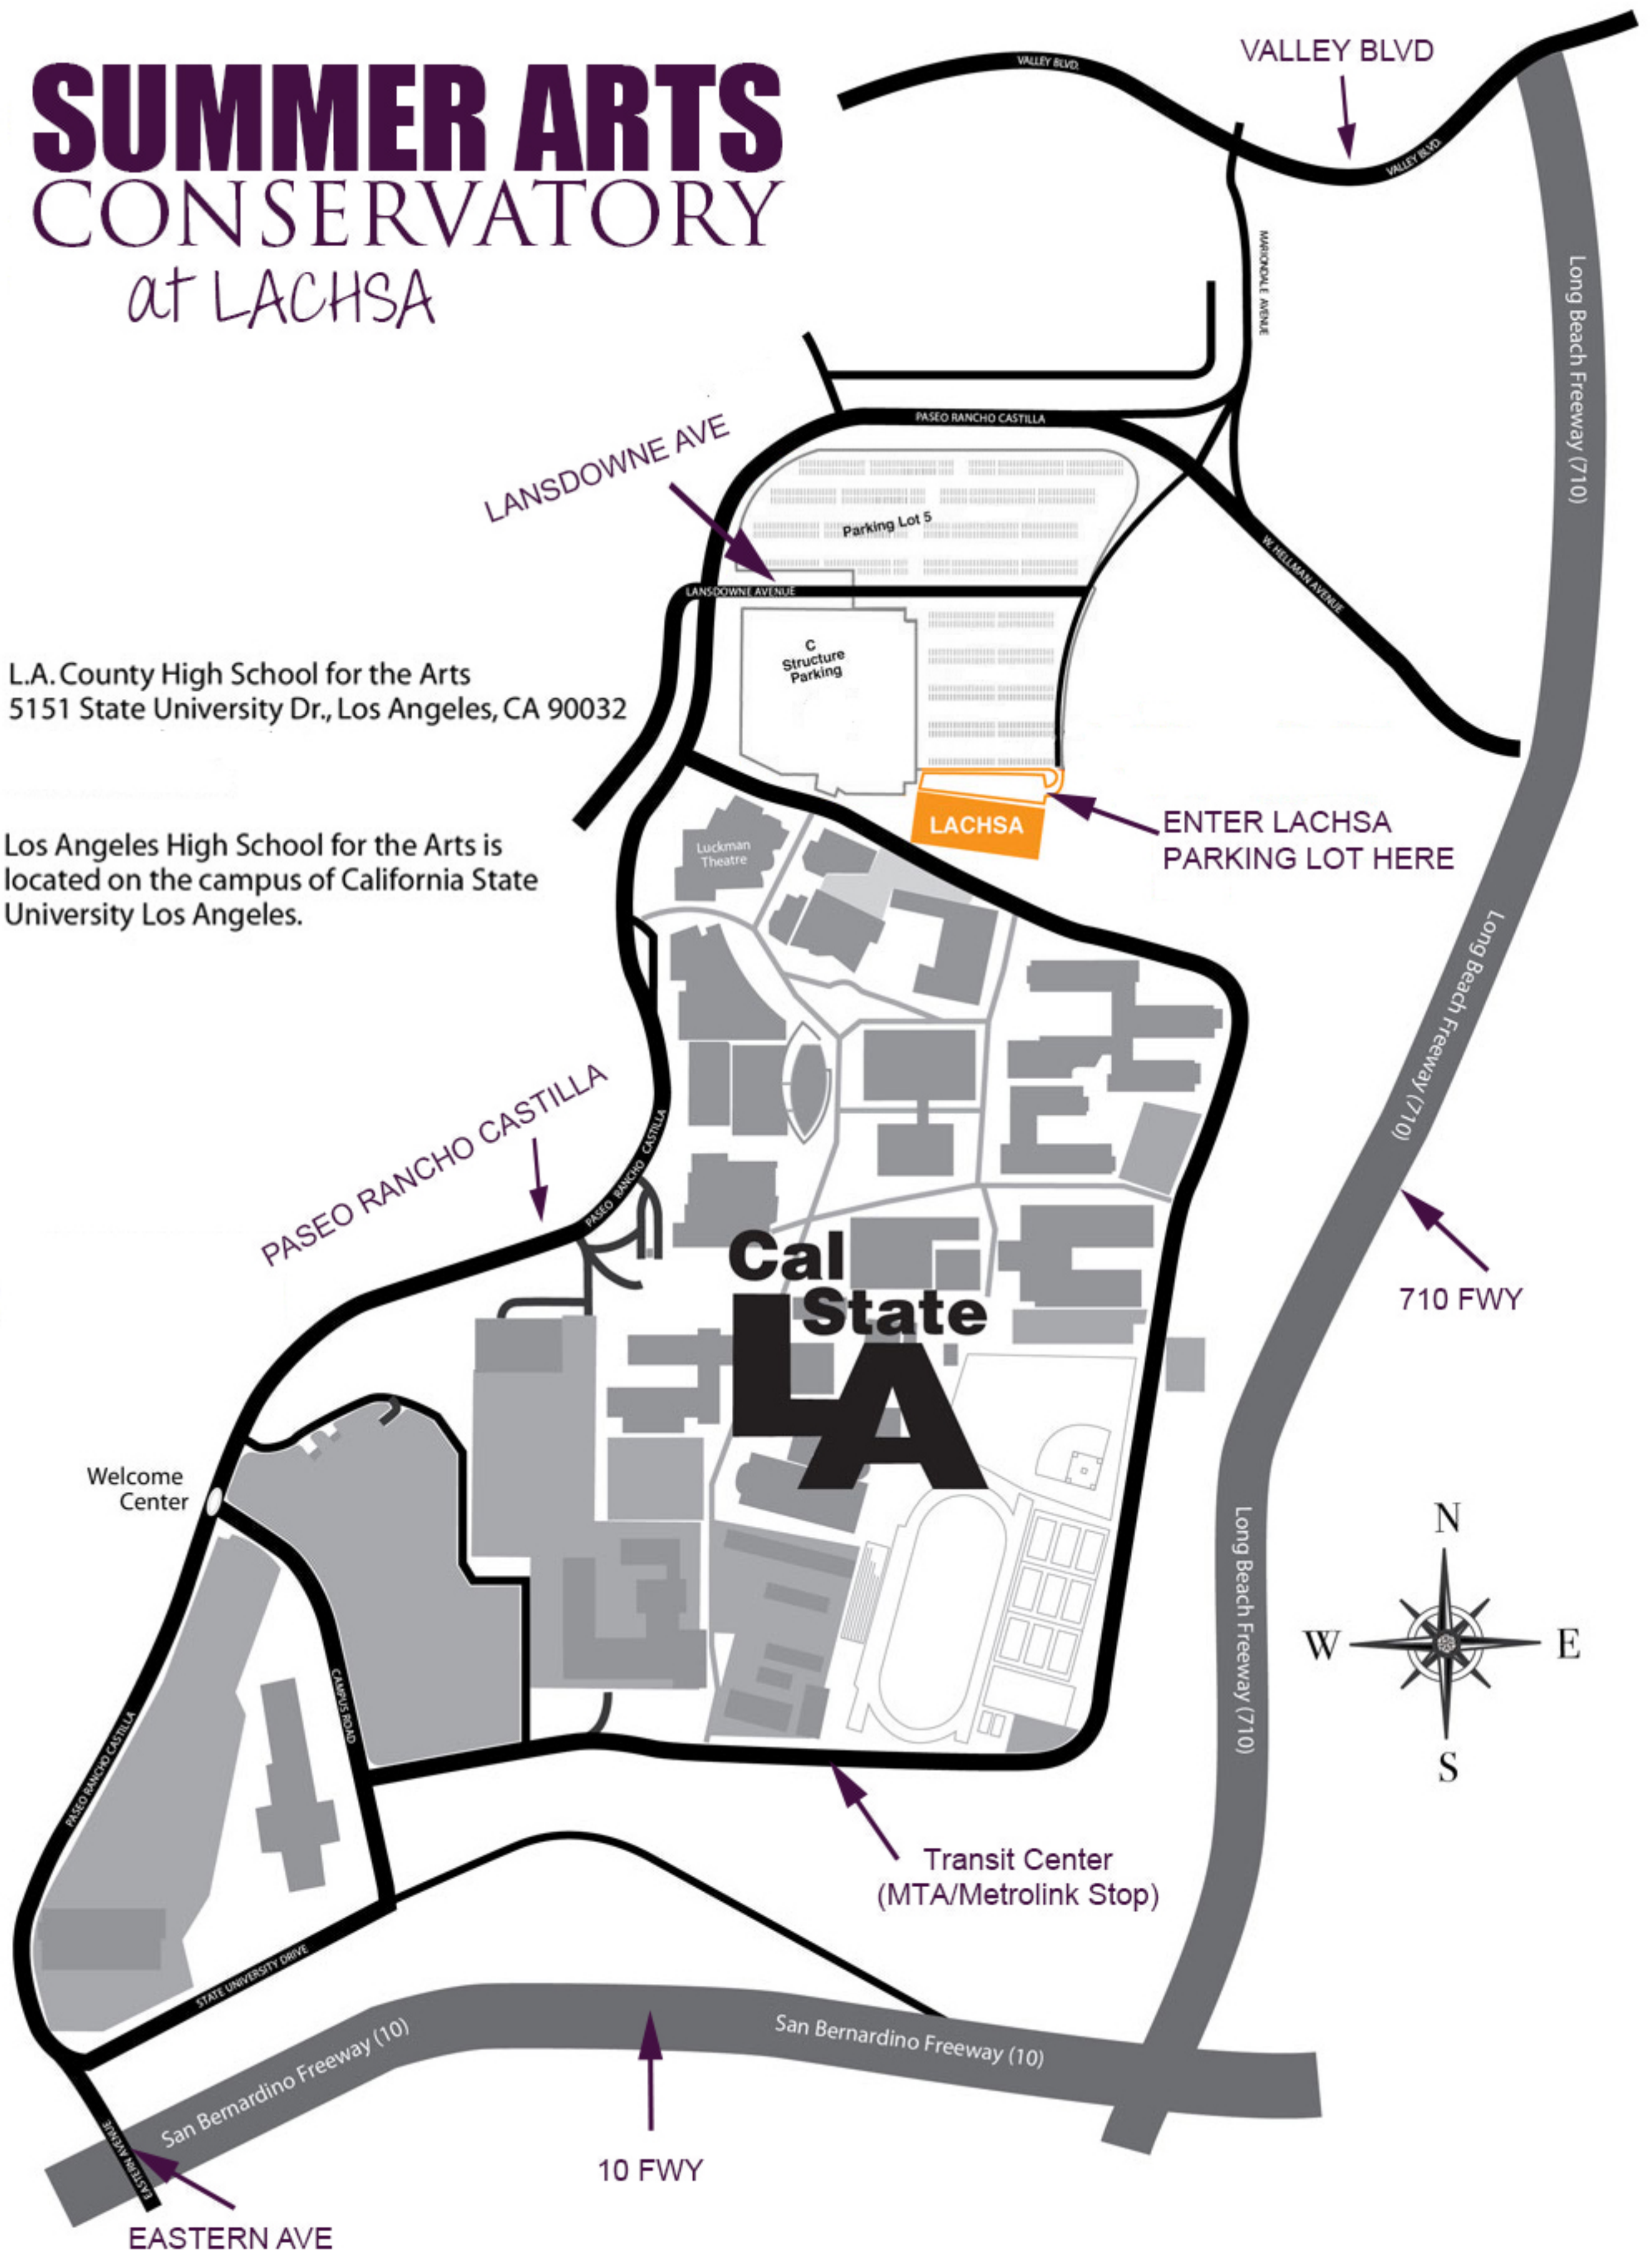 SUMMER ARTS
CONSERVATORY
at LACHSA
VALLEY BLVD
VALLEY BLVD.
VALLEY BLVD.
MARIONDALE AVENUE
Long Beach Freeway (710)
PASEO RANCHO CASTILLA
LANSDOWNE AVE
Parking Lot 5
W. HELLMAN AVENUE
LANSDOWNE AVENUE
C
Structure
Parking
L.A. County High School for the Arts
5151 State University Dr., Los Angeles, CA 90032
LACHSA
ENTER LACHSA
PARKING LOT HERE
Luckman
Theatre
Los Angeles High School for the Arts is
located on the campus of California State
University Los Angeles.
Long Beach Freeway (710)
PASEO RANCHO CASTILLA
PASEO RANCHO CASTILLA
Cal
State
LA
710 FWY
Welcome
Center
Long Beach Freeway (710)
N
W
E
S
CAMPUS ROAD
PASEO RANCHO CASTILLA
Transit Center
(MTA/Metrolink Stop)
STATE UNIVERSITY DRIVE
San Bernardino Freeway (10)
San Bernardino Freeway (10)
EASTERN AVENUE
10 FWY
EASTERN AVE